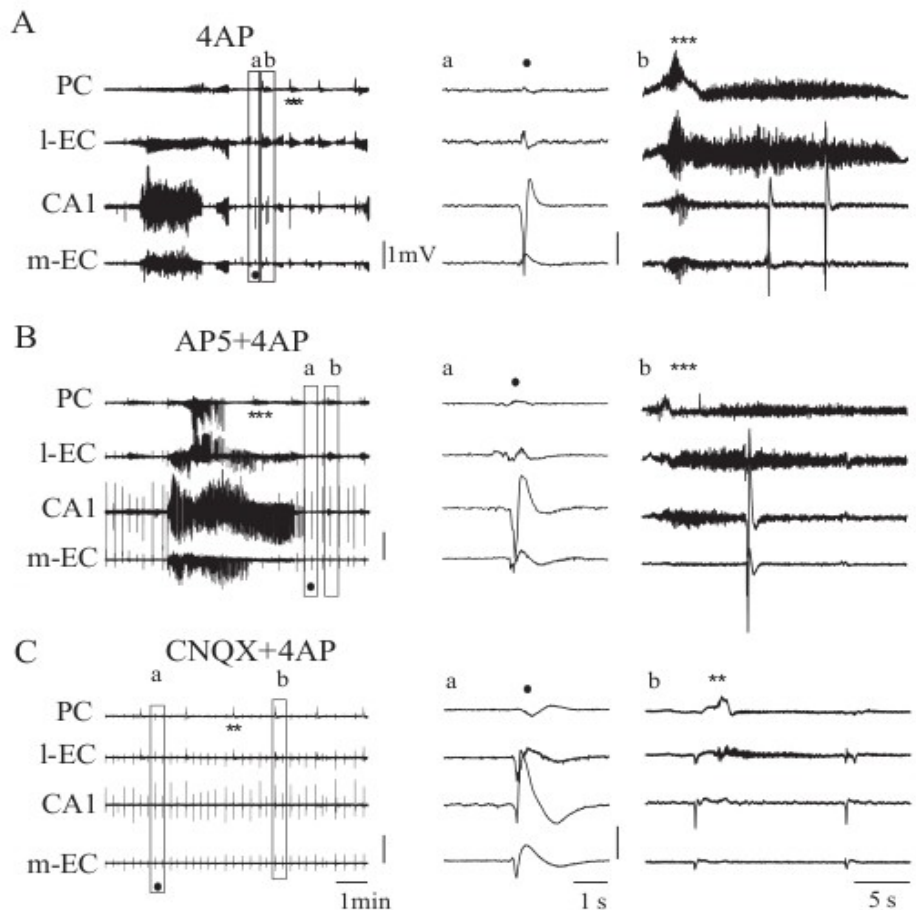 A
4AP
a b
PC
***
l-EC
CA1
m-EC
1mV
a
b
***
B
AP5+4AP
a b
PC
***
l-EC
CA1
m-EC
a
b
***
C
CNQX+4AP
a b
PC
**
l-EC
CA1
m-EC
1min
a
1 s
b
**
5 s